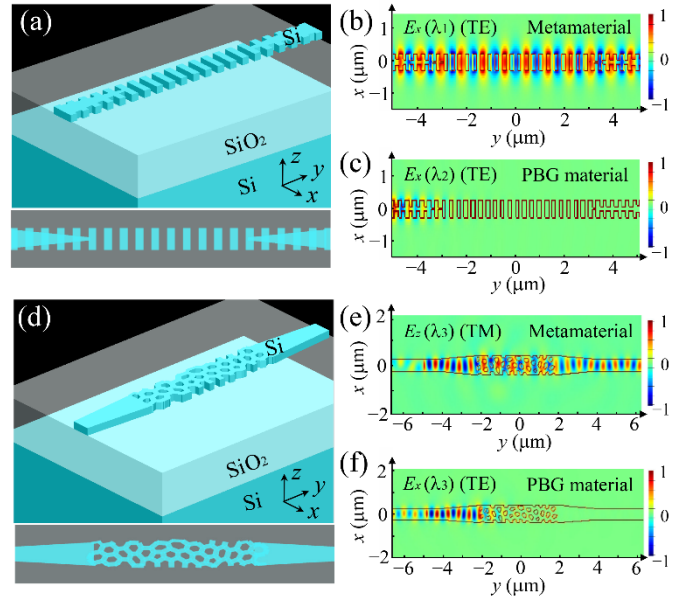 (a)
Si
SiO₂
Si
z
y
x
(b)
Eₓ(λ₁) (TE) Metamaterial
x (μm)
1
0
−1
−4 −2 0 2 4
y (μm)
1
0
−1
(c)
Eₓ(λ₂) (TE) PBG material
x (μm)
1
0
−1
−4 −2 0 2 4
y (μm)
1
0
−1
(d)
Si
SiO₂
Si
z
y
x
(e)
E_z(λ₃) (TM) Metamaterial
x (μm)
2
0
−2
−6 −4 −2 0 2 4 6
y (μm)
1
0
−1
(f)
Eₓ(λ₃) (TE) PBG material
x (μm)
2
0
−2
−6 −4 −2 0 2 4 6
y (μm)
1
0
−1